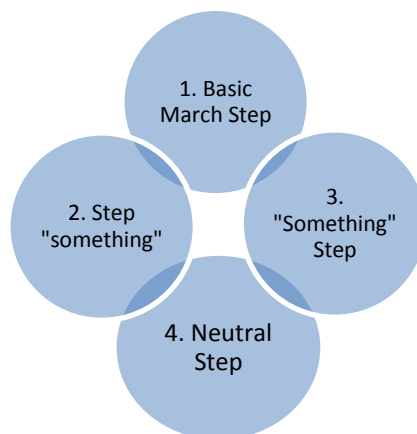 1. Basic
March Step
2. Step
"something"
3.
"Something"
Step
4. Neutral
Step